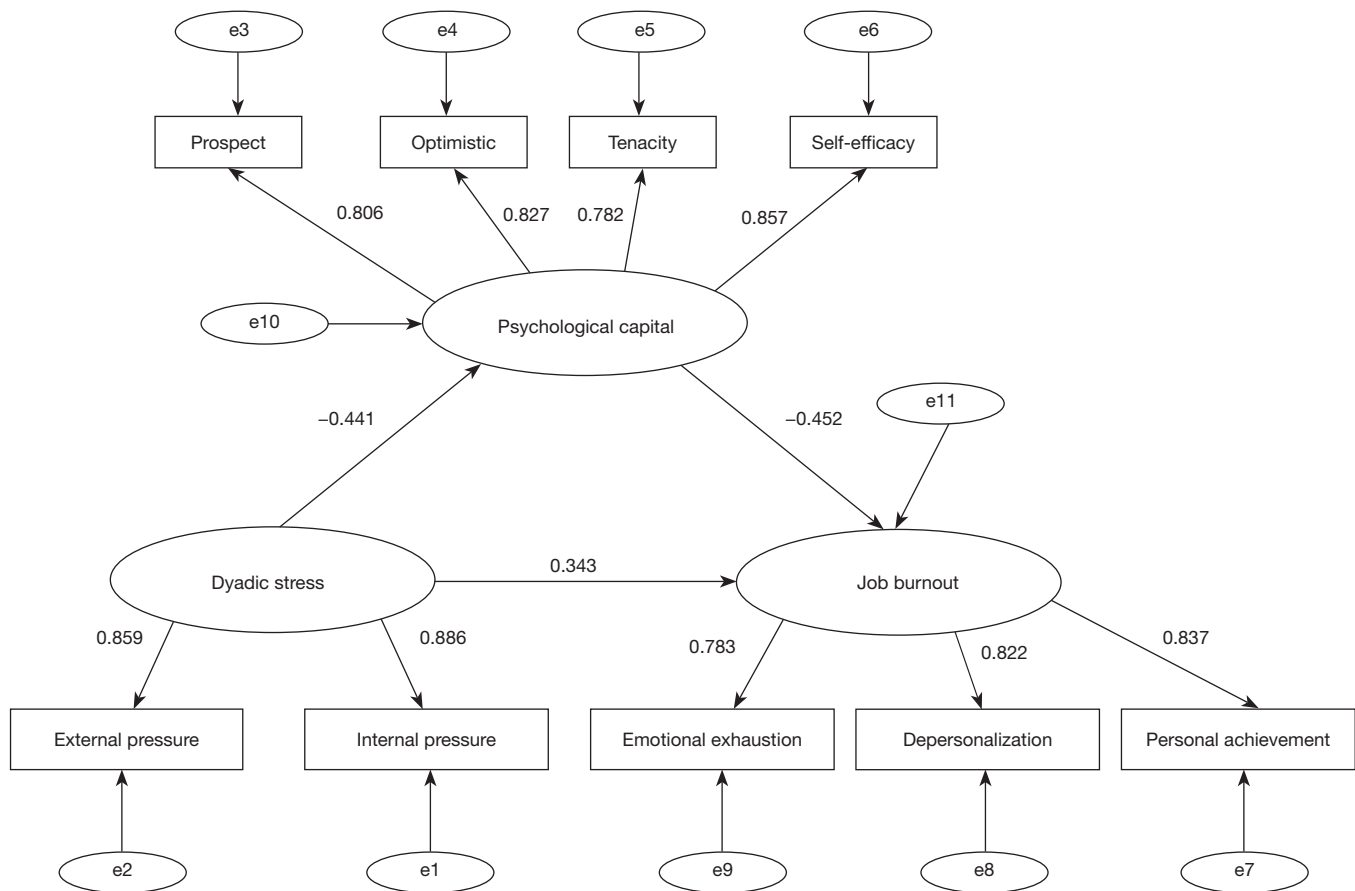 e3
e4
e5
e6
Prospect
Optimistic
Tenacity
Self-efficacy
0.806
0.827
0.782
0.857
e10
Psychological capital
e11
−0.441
−0.452
Dyadic stress
0.343
Job burnout
0.859
0.886
0.783
0.822
0.837
External pressure
Internal pressure
Emotional exhaustion
Depersonalization
Personal achievement
e2
e1
e9
e8
e7